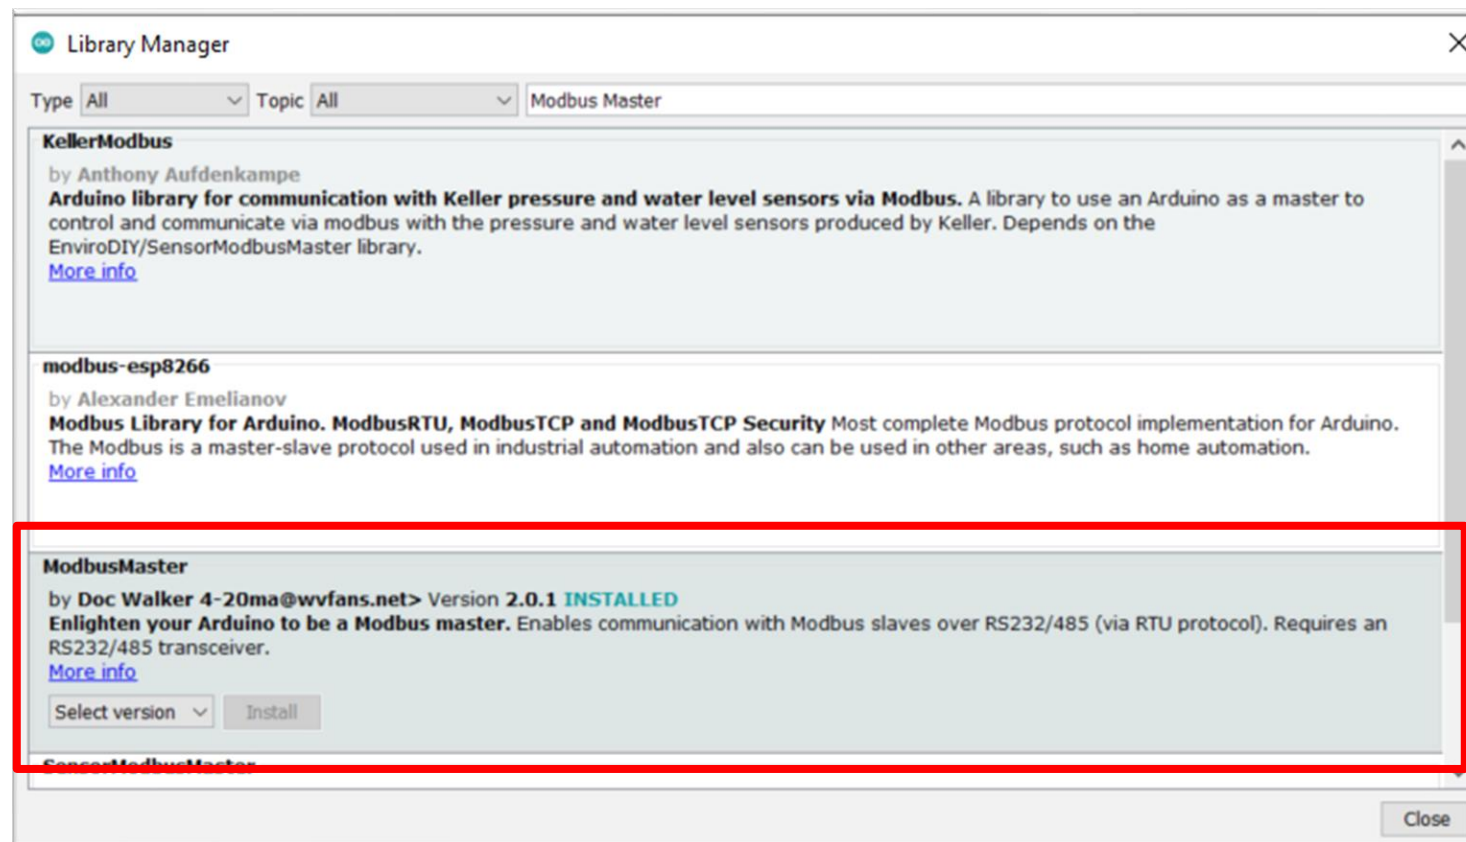 Library Manager
Type All Topic All Modbus Master
KellerModbus
by Anthony Aufdenkampe
Arduino library for communication with Keller pressure and water level sensors via Modbus. A library to use an Arduino as a master to
control and communicate via modbus with the pressure and water level sensors produced by Keller. Depends on the
EnviroDIY/SensorModbusMaster library.
More info
modbus-esp8266
by Alexander Emelianov
Modbus Library for Arduino. ModbusRTU, ModbusTCP and ModbusTCP Security Most complete Modbus protocol implementation for Arduino.
The Modbus is a master-slave protocol used in industrial automation and also can be used in other areas, such as home automation.
More info
ModbusMaster
by Doc Walker 4-20ma@wvfans.net> Version 2.0.1 INSTALLED
Enlighten your Arduino to be a Modbus master. Enables communication with Modbus slaves over RS232/485 (via RTU protocol). Requires an
RS232/485 transceiver.
More info
Select version Install
SensorModbusMaster
Close